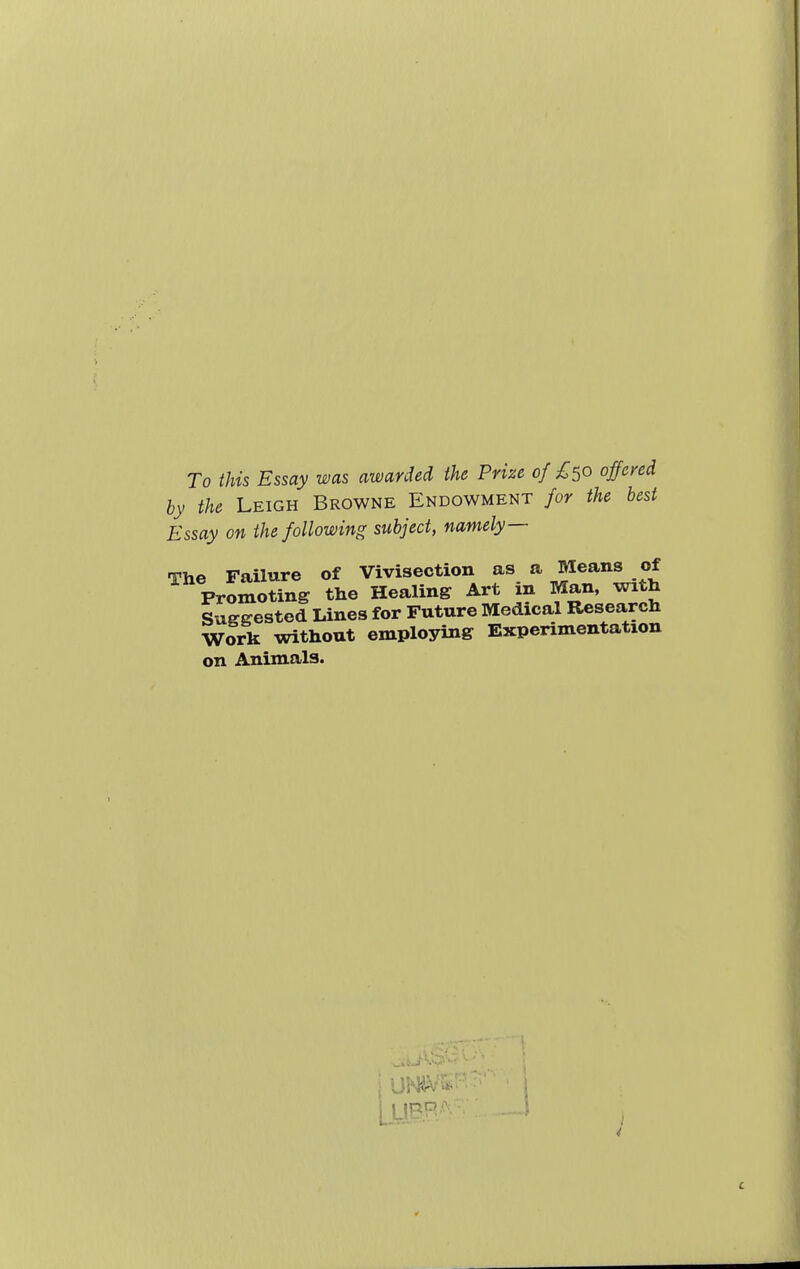 To this Essay was awarded the Prize of £50 offered
by the Leigh Browne Endowment for the best
Essay on the following subject, namely—
The Failure of Vivisection as a Means of
Promoting the Healing Art in Man, with
Suggested Lines for Future Medical Research
Work without employing Experimentation
on Animals.